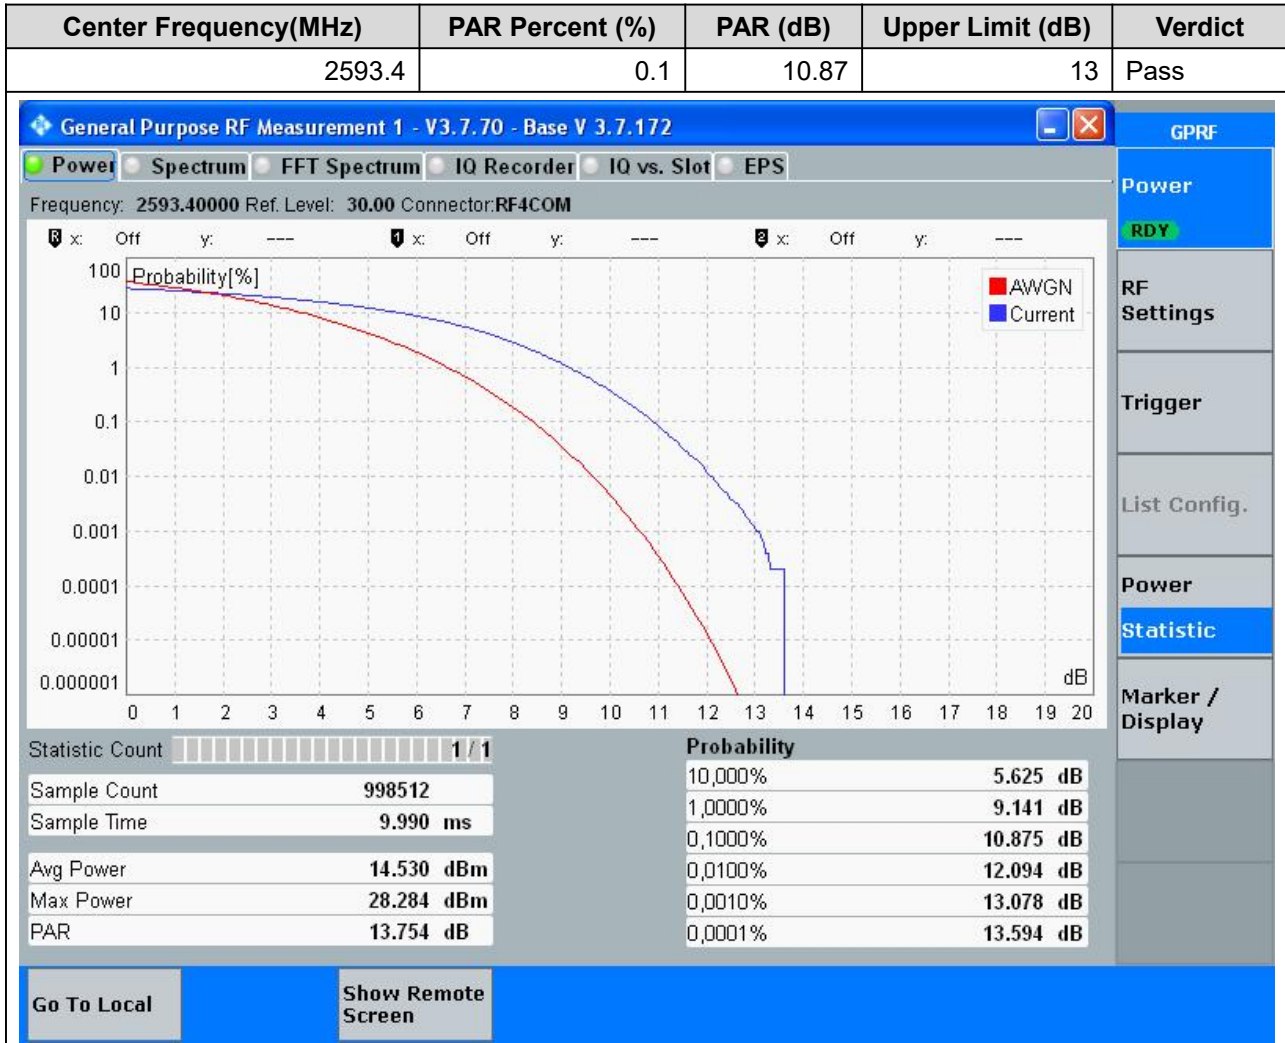 Center Frequency(MHz) PAR Percent (%) PAR (dB) Upper Limit (dB) Verdict
2593.4 0.1 10.87 13 Pass
General Purpose RF Measurement 1 - V3.7.70 - Base V 3.7.172
GPRF
Power Spectrum FFT Spectrum IQ Recorder IQ vs. Slot EPS
Power
RDY
Frequency: 2593.40000 Ref. Level: 30.00 Connector:RF4COM
R x: Off y: --- 1 x: Off y: --- 2 x: Off y: ---
100 Probability[%]
AWGN
Current
10
1
0.1
0.01
0.001
0.0001
0.00001
0.000001
dB
0 1 2 3 4 5 6 7 8 9 10 11 12 13 14 15 16 17 18 19 20
RF
Settings
Trigger
List Config.
Power
Statistic
Marker /
Display
Statistic Count 1 / 1
Sample Count 998512
Sample Time 9.990 ms
Avg Power 14.530 dBm
Max Power 28.284 dBm
PAR 13.754 dB
Probability
10,000% 5.625 dB
1,0000% 9.141 dB
0,1000% 10.875 dB
0,0100% 12.094 dB
0,0010% 13.078 dB
0,0001% 13.594 dB
Go To Local
Show Remote
Screen